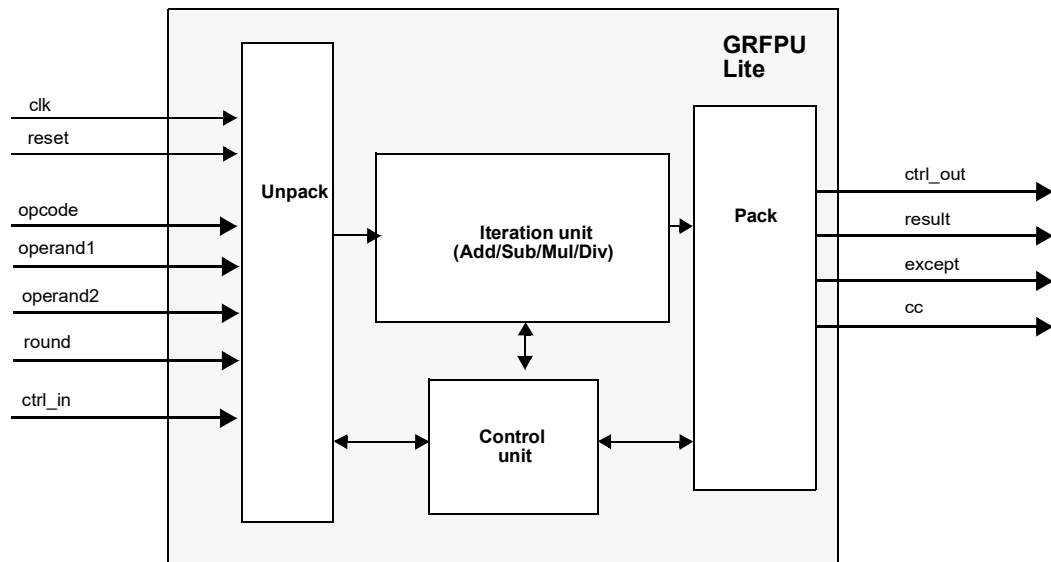 GRFPU
Lite
clk
reset
opcode
operand1
operand2
round
ctrl_in
Unpack
Iteration unit
(Add/Sub/Mul/Div)
Control
unit
Pack
ctrl_out
result
except
cc